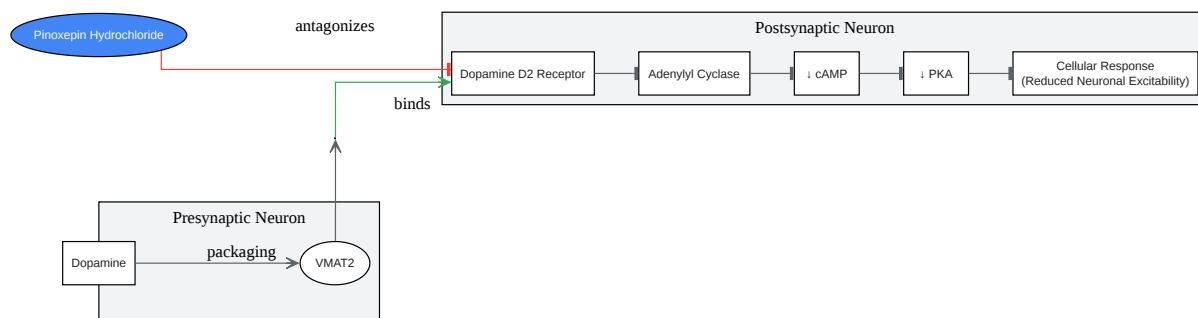 antagonizes
Postsynaptic Neuron
Pinoxepin Hydrochloride
Dopamine D2 Receptor
Adenylyl Cyclase
↓ cAMP
↓ PKA
Cellular Response
(Reduced Neuronal Excitability)
binds
Presynaptic Neuron
packaging
Dopamine
VMAT2